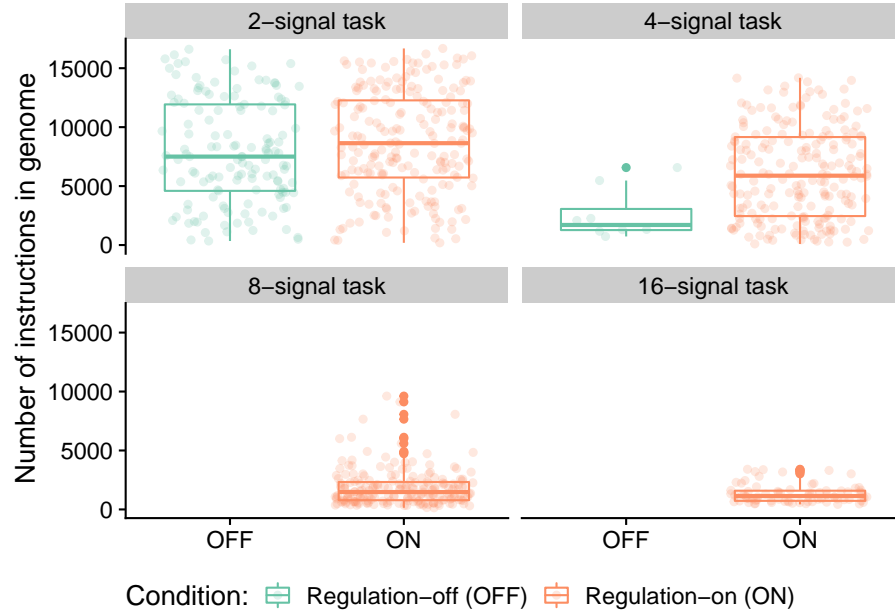 2−signal task
4−signal task
15000
10000
5000
0
8−signal task
16−signal task
15000
10000
5000
0
Number of instructions in genome
OFF
ON
OFF
ON
Condition: Regulation−off (OFF) Regulation−on (ON)